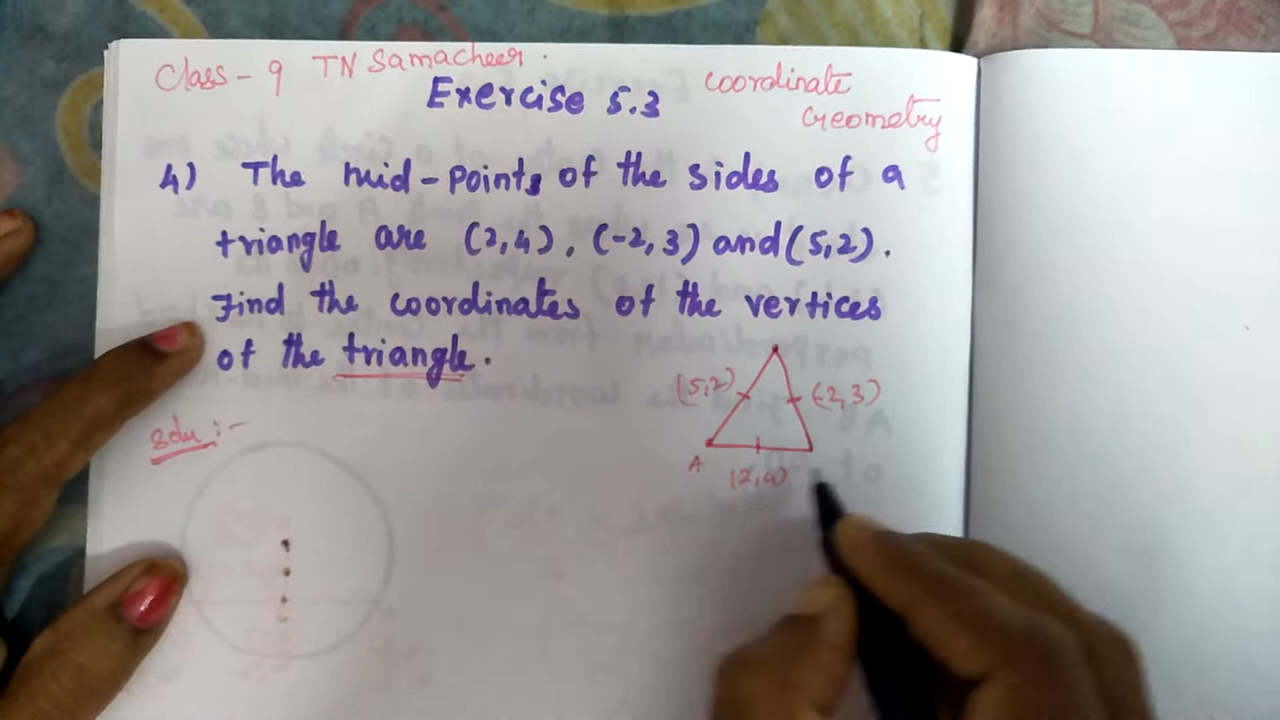 Class - 9 TN Samacheer.
Exercise 5.3
coordinate
Geometry
4) The mid-points of the sides of a
triangle are (2,4), (-2,3) and (5,2).
Find the coordinates of the vertices
of the triangle.
(5,2) (-2,3)
A
(2,4)
Solu :-